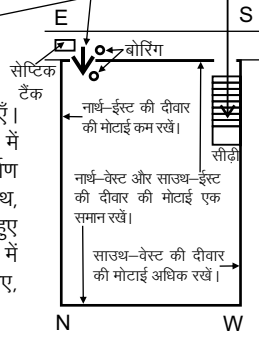 E
S
बोरिंग
सेप्टिक
टैंक
नार्थ–ईस्ट की दीवार
की मोटाई कम रखें।
सीढ़ी
नार्थ–वेस्ट और साउथ–ईस्ट
की दीवार की मोटाई एक
समान रखें।
साउथ–वेस्ट की दीवार
की मोटाई अधिक रखें।
N
W
एँ।
में
र्ण
थ,
हुए
में
ए,